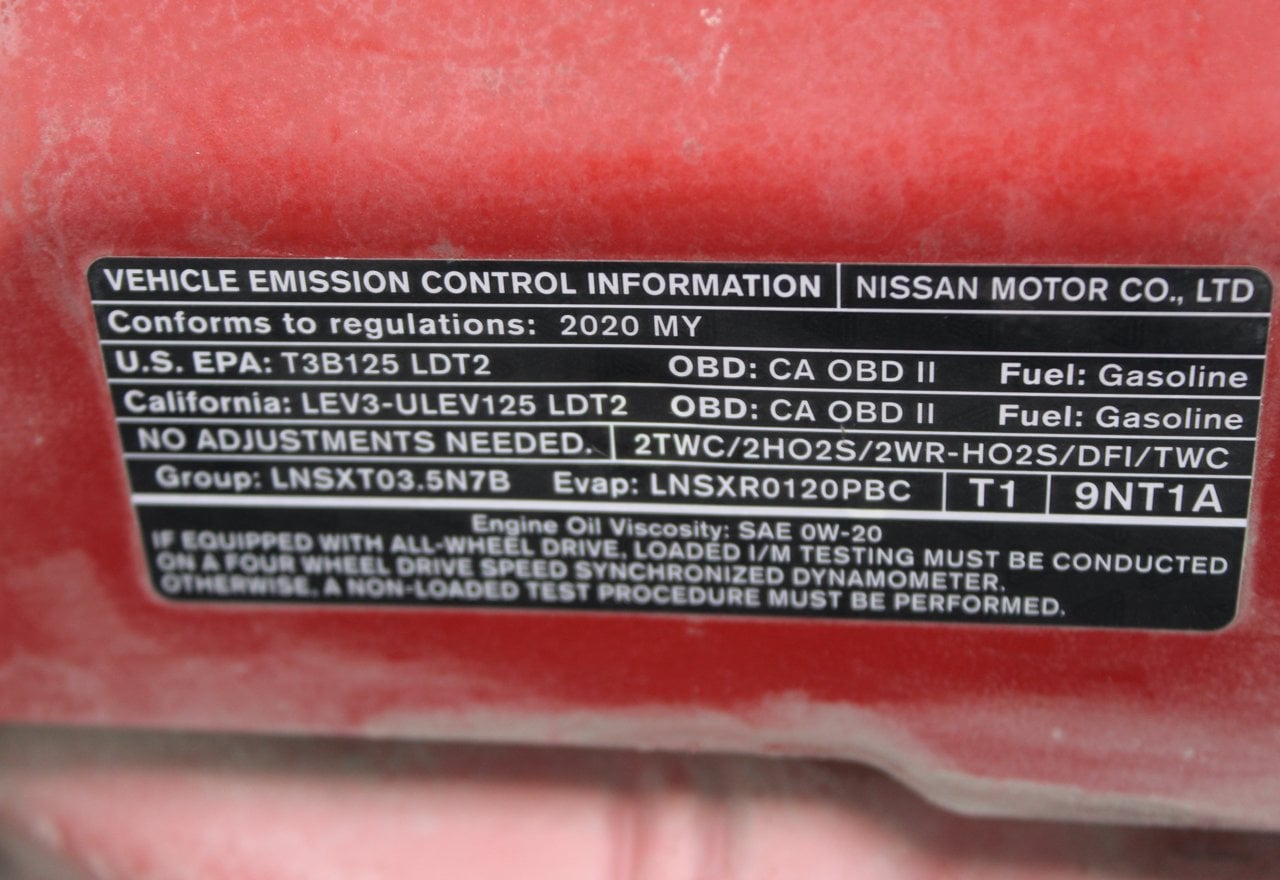 VEHICLE EMISSION CONTROL INFORMATION NISSAN MOTOR CO., LTD
Conforms to regulations: 2020 MY
U.S. EPA: T3B125 LDT2 OBD: CA OBD II Fuel: Gasoline
California: LEV3-ULEV125 LDT2 OBD: CA OBD II Fuel: Gasoline
NO ADJUSTMENTS NEEDED. 2TWC/2HO2S/2WR-HO2S/DFI/TWC
Group: LNSXT03.5N7B Evap: LNSXR0120PBC T1 9NT1A
Engine Oil Viscosity: SAE 0W-20
IF EQUIPPED WITH ALL-WHEEL DRIVE, LOADED I/M TESTING MUST BE CONDUCTED
ON A FOUR WHEEL DRIVE SPEED SYNCHRONIZED DYNAMOMETER.
OTHERWISE, A NON-LOADED TEST PROCEDURE MUST BE PERFORMED.